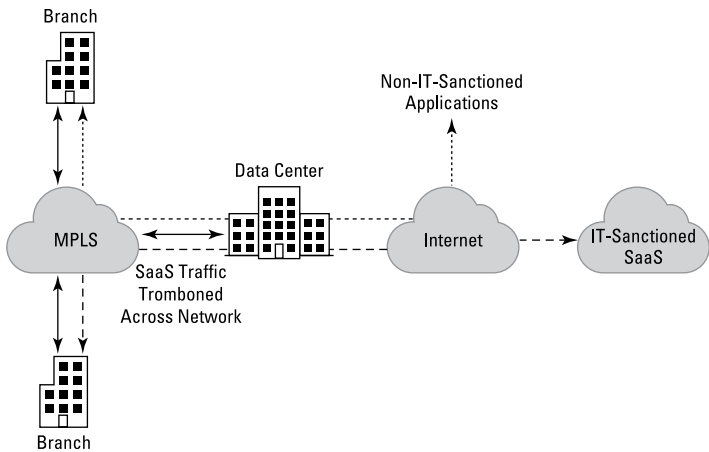 Branch
Non-IT-Sanctioned
Applications
Data Center
MPLS
Internet
IT-Sanctioned
SaaS
SaaS Traffic
Tromboned
Across Network
Branch